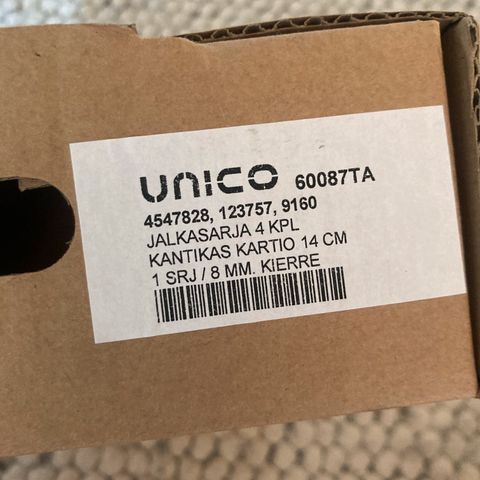 UNICO 60087TA
4547828, 123757, 9160
JALKASARJA 4 KPL
KANTIKAS KARTIO 14 CM
1 SRJ / 8 MM. KIERRE